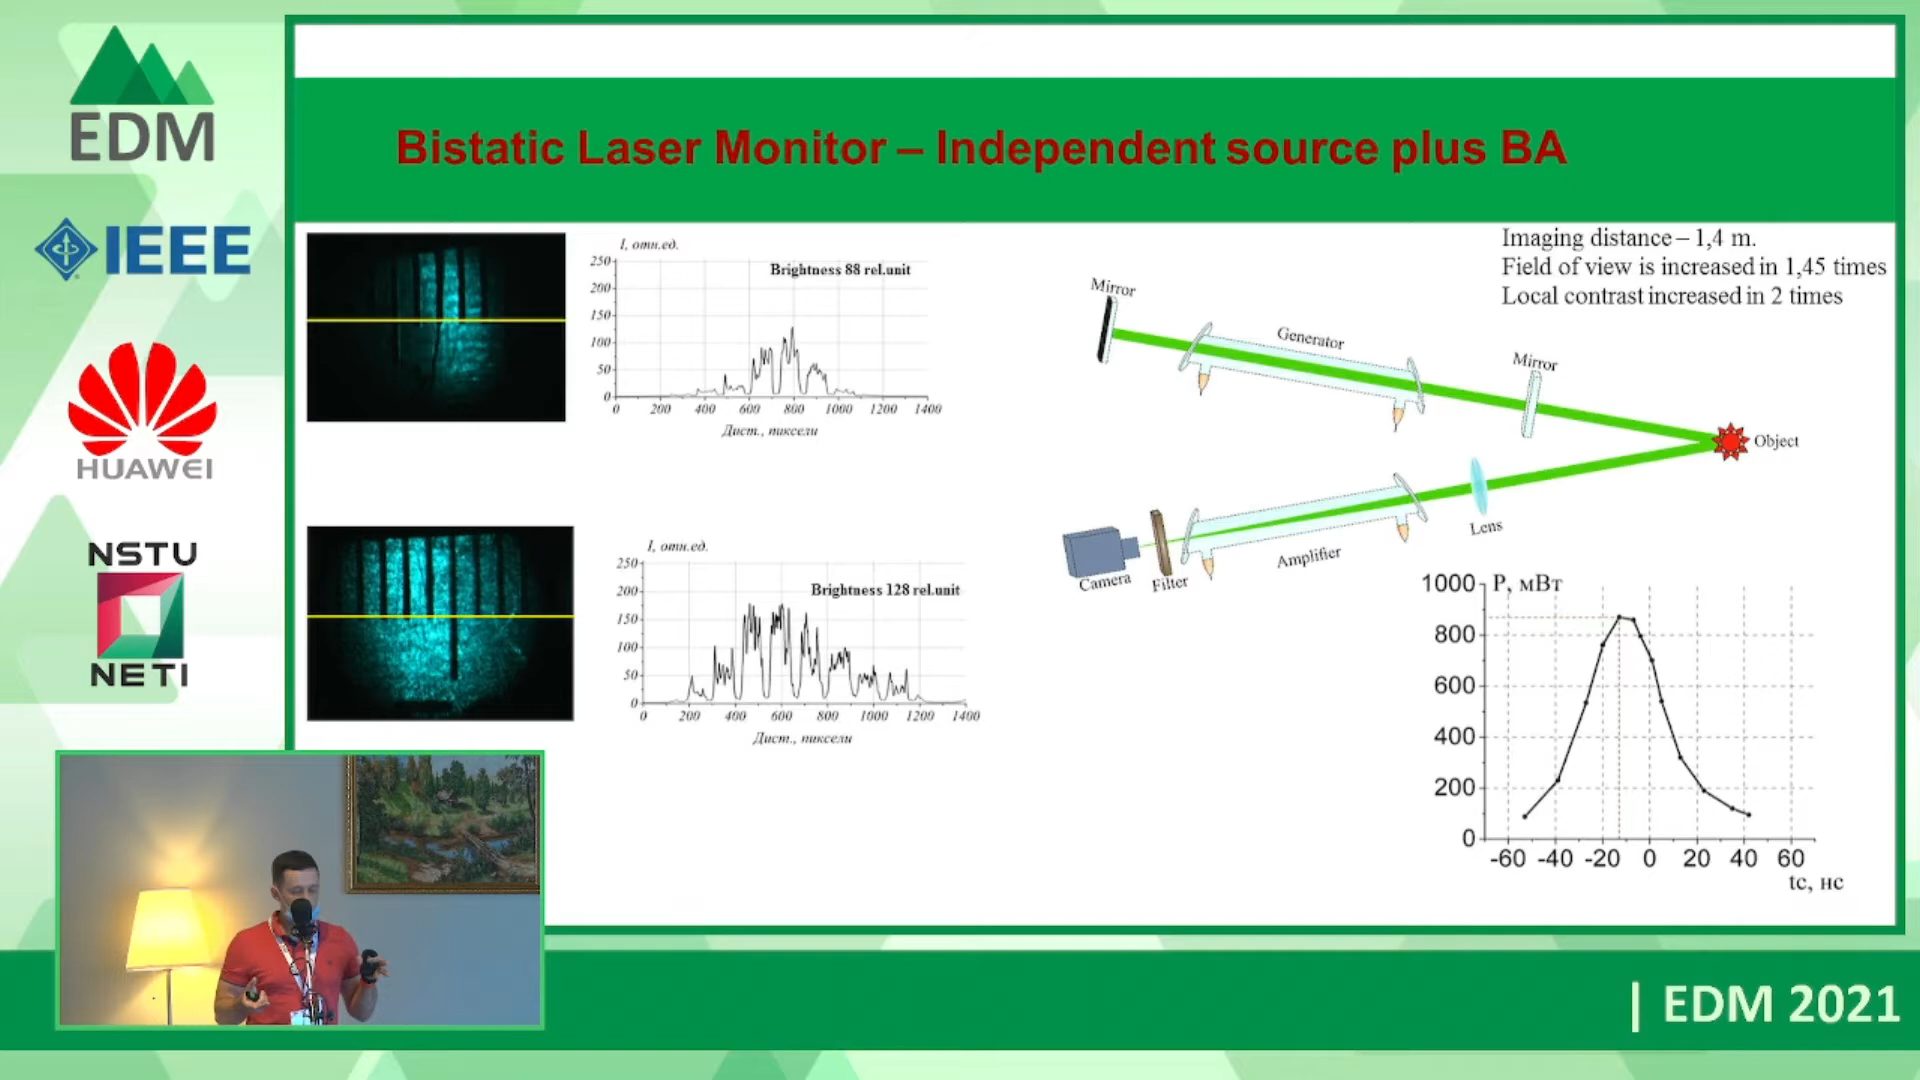 EDM
IEEE
HUAWEI
NSTU
NETI
Bistatic Laser Monitor – Independent source plus BA
I, отн.ед.
Brightness 88 rel.unit
250
200
150
100
50
0
0 200 400 600 800 1000 1200 1400
Дист., пиксели
I, отн.ед.
Brightness 128 rel.unit
250
200
150
100
50
0
0 200 400 600 800 1000 1200 1400
Дист., пиксели
Imaging distance – 1,4 m.
Field of view is increased in 1,45 times
Local contrast increased in 2 times
Mirror
Generator
Mirror
Object
Lens
Amplifier
Filter
Camera
P, мВт
1000
800
600
400
200
0
-60 -40 -20 0 20 40 60
tc, нс
| EDM 2021